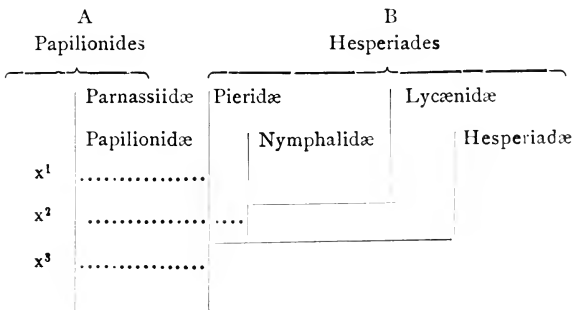 A B
Papilionides Hesperiades
Parnassiidæ Pieridæ Lycænidæ
Papilionidæ Nymphalidæ Hesperiadæ
x¹
x²
x³